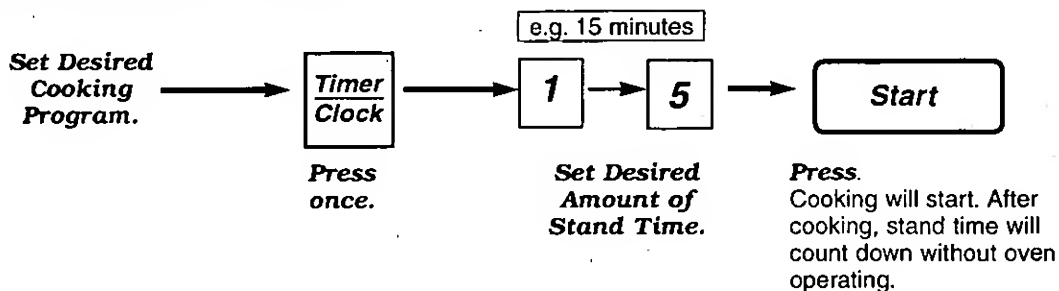 e.g. 15 minutes
Set Desired
Cooking
Program.
Timer
Clock
1
5
Start
Press
once.
Set Desired
Amount of
Stand Time.
Press.
Cooking will start. After
cooking, stand time will
count down without oven
operating.